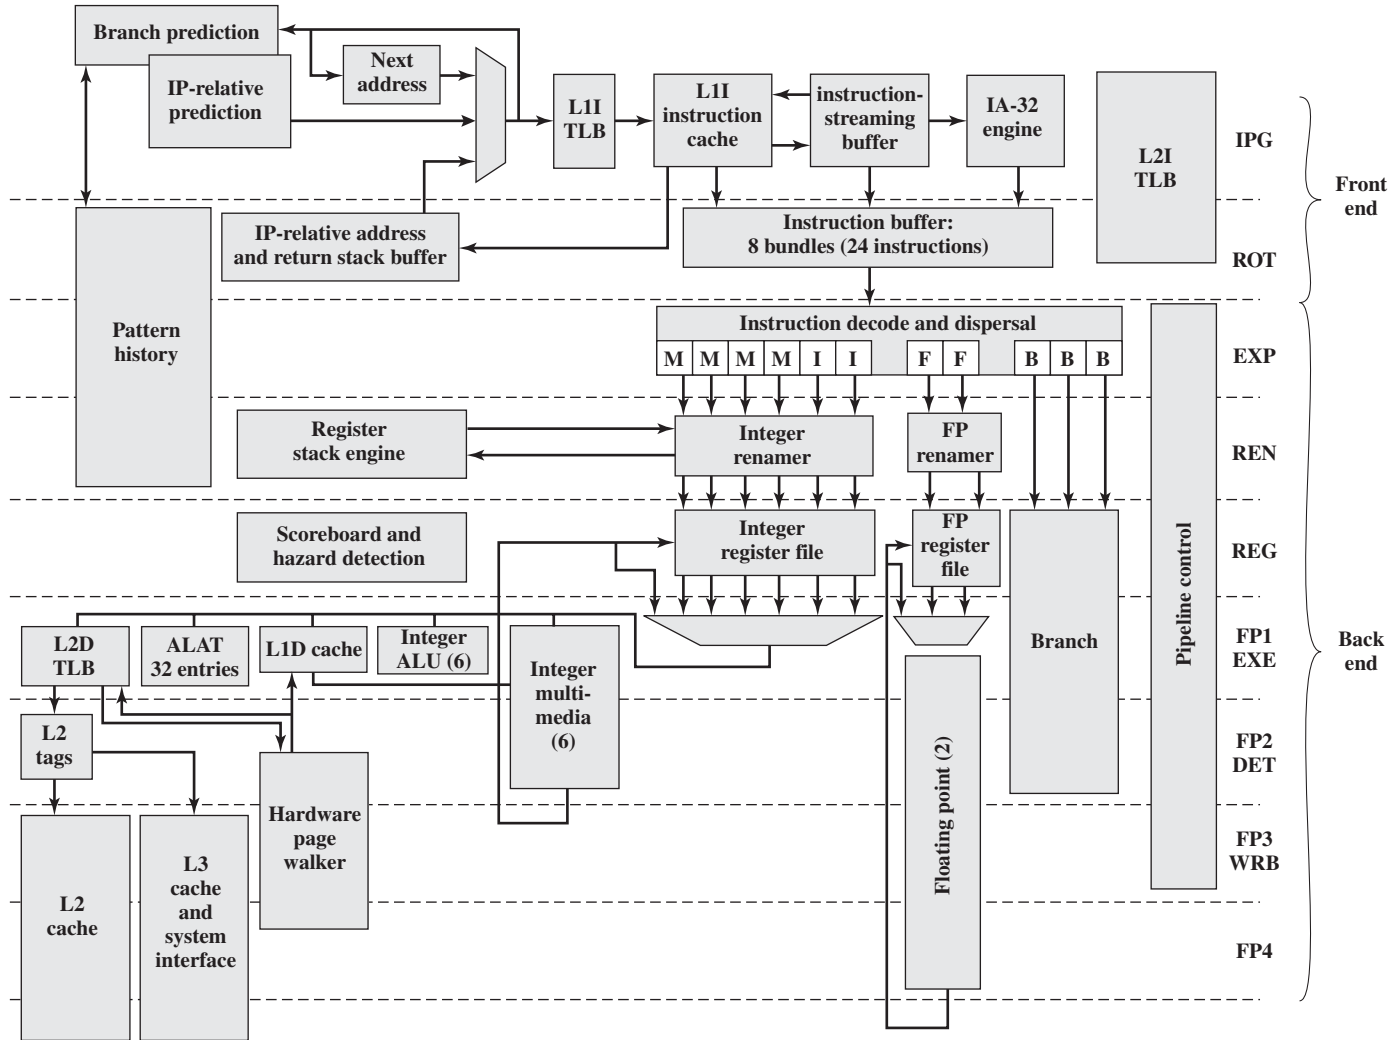 Branch prediction
IP-relative
prediction
Next
address
L1I
TLB
L1I
instruction
cache
instruction-
streaming
buffer
IA-32
engine
L2I
TLB
IPG
Front
end
IP-relative address
and return stack buffer
Instruction buffer:
8 bundles (24 instructions)
ROT
Pattern
history
Instruction decode and dispersal
M M M M I I F F B B B
EXP
Register
stack engine
Integer
renamer
FP
renamer
REN
Scoreboard and
hazard detection
Integer
register file
FP
register
file
REG
Pipeline control
L2D
TLB
ALAT
32 entries
L1D cache
Integer
ALU (6)
Integer
multi-
media
(6)
Branch
FP1
EXE
Back
end
L2
tags
Floating point (2)
FP2
DET
Hardware
page
walker
FP3
WRB
L2
cache
L3
cache
and
system
interface
FP4